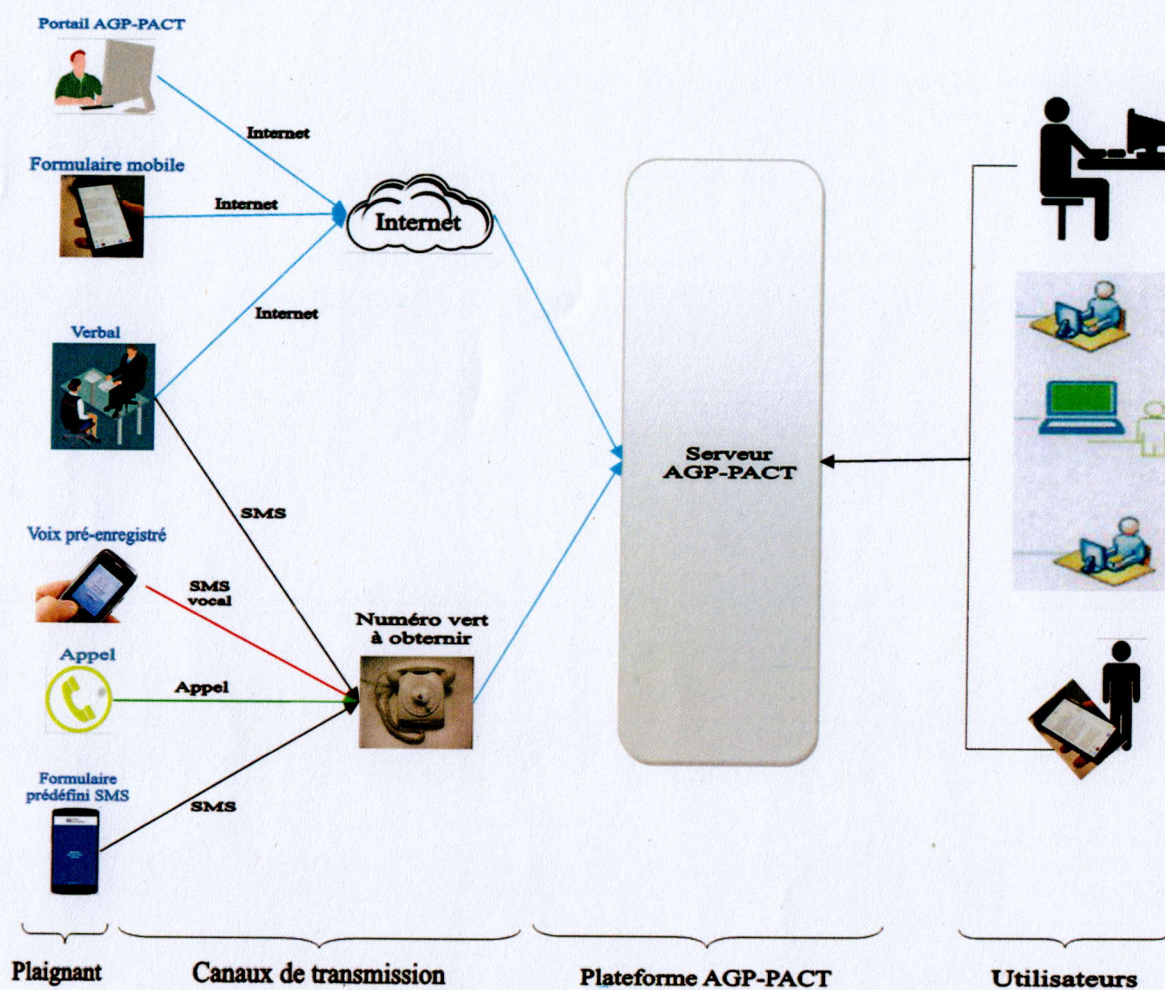 Portail AGP-PACT
Internet
Formulaire mobile
Internet
Internet
Internet
Verbal
Serveur
AGP-PACT
SMS
Voix pré-enregistré
SMS
vocal
Numéro vert
à obternir
Appel
Appel
Formulaire
prédéfini SMS
SMS
Plaignant
Canaux de transmission
Plateforme AGP-PACT
Utilisateurs